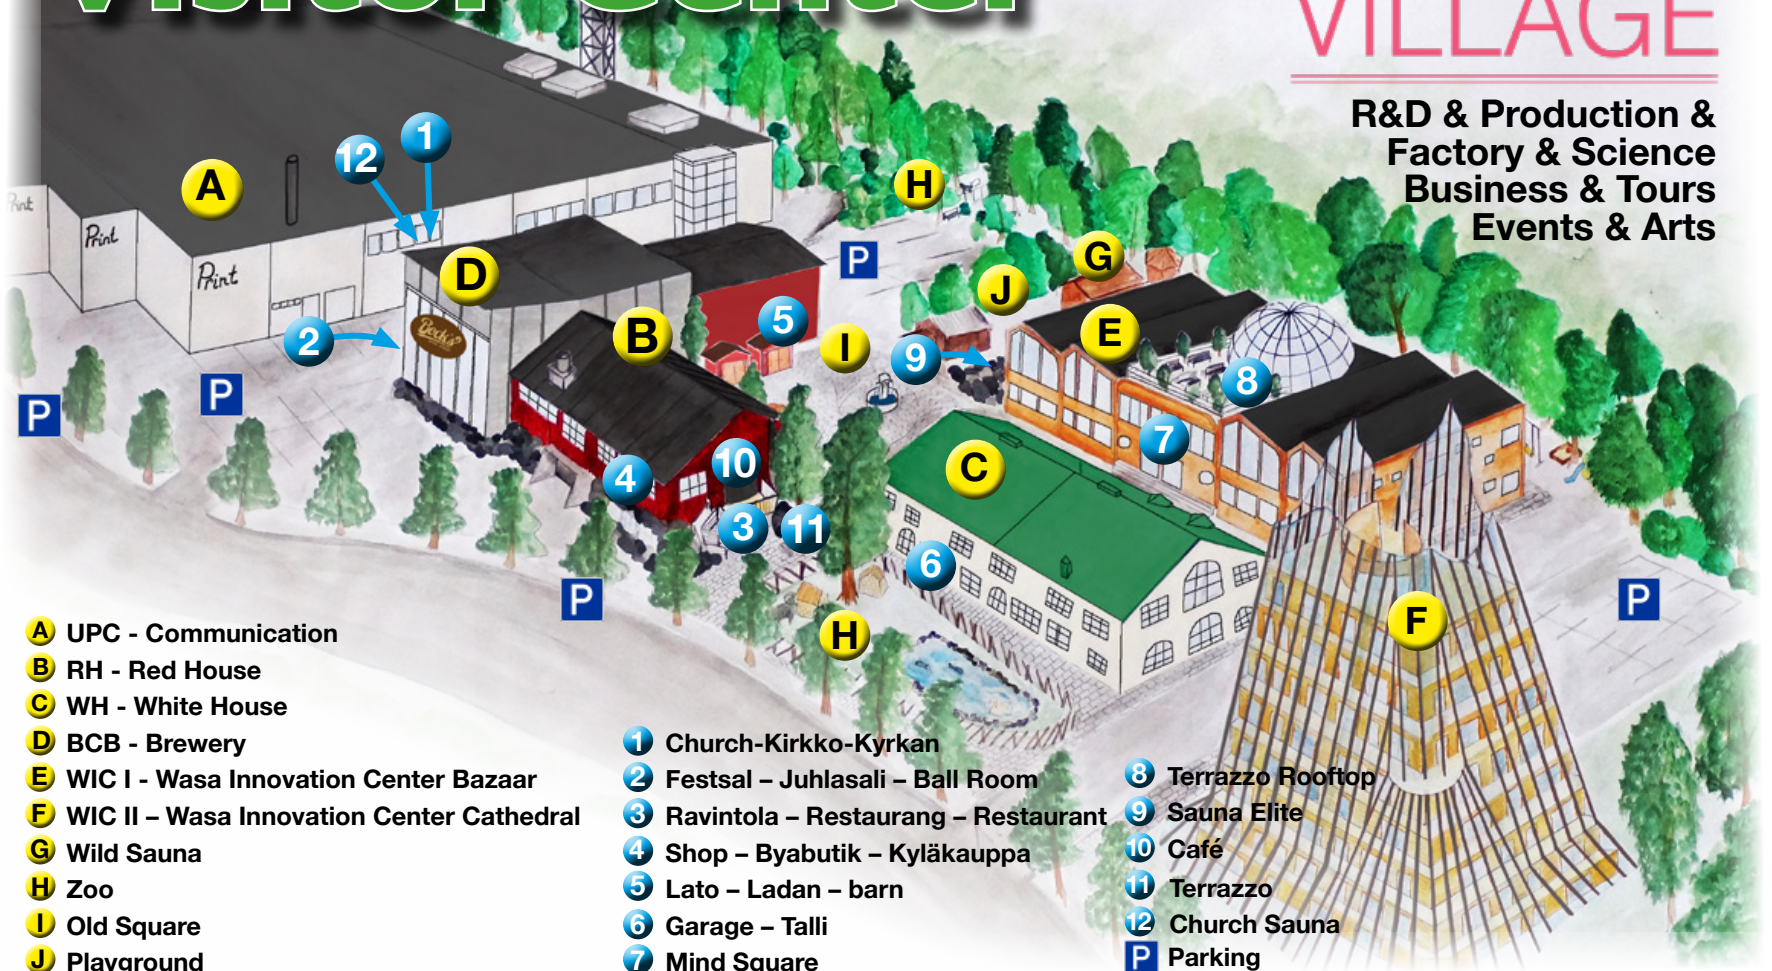 Visitor Center
VILLAGE
R&D & Production &
Factory & Science
Business & Tours
Events & Arts
1
12
A
H
Print
Print
Print
P
G
D
J
5
B
I
E
2
Beck's
9
8
P
P
7
10
C
4
3
11
6
P
P
F
H
A UPC - Communication
B RH - Red House
C WH - White House
D BCB - Brewery
E WIC I - Wasa Innovation Center Bazaar
F WIC II – Wasa Innovation Center Cathedral
G Wild Sauna
H Zoo
I Old Square
J Playground
1 Church-Kirkko-Kyrkan
2 Festsal – Juhlasali – Ball Room
3 Ravintola – Restaurang – Restaurant
4 Shop – Byabutik – Kyläkauppa
5 Lato – Ladan – barn
6 Garage – Talli
7 Mind Square
8 Terrazzo Rooftop
9 Sauna Elite
10 Café
11 Terrazzo
12 Church Sauna
P Parking